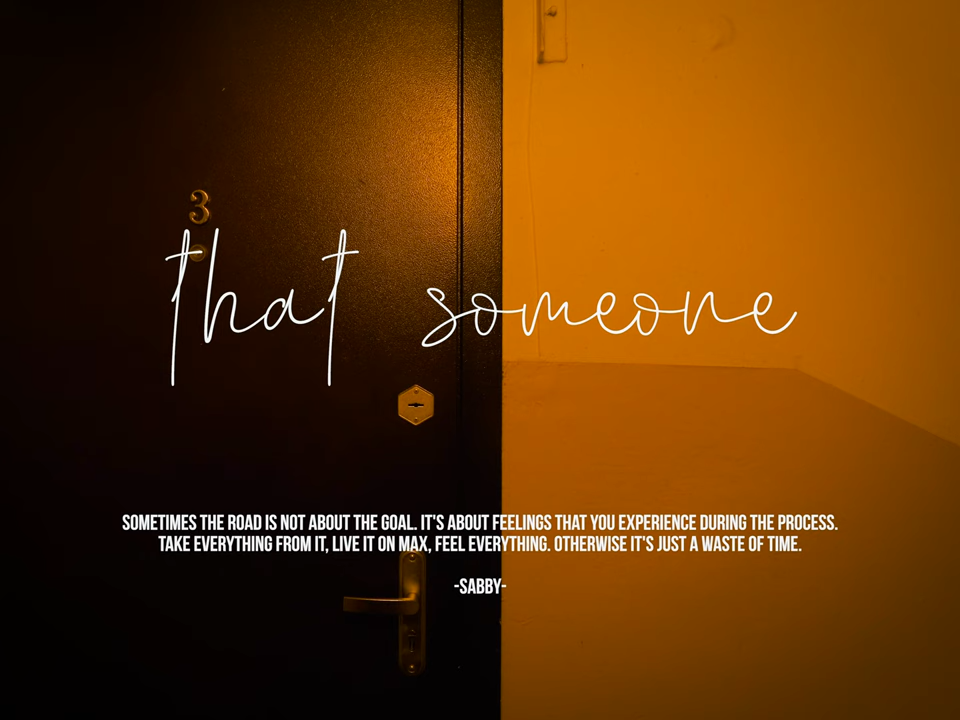 3
that someone
SOMETIMES THE ROAD IS NOT ABOUT THE GOAL. IT'S ABOUT FEELINGS THAT YOU EXPERIENCE DURING THE PROCESS.
TAKE EVERYTHING FROM IT, LIVE IT ON MAX, FEEL EVERYTHING. OTHERWISE IT'S JUST A WASTE OF TIME.
-SABBY-